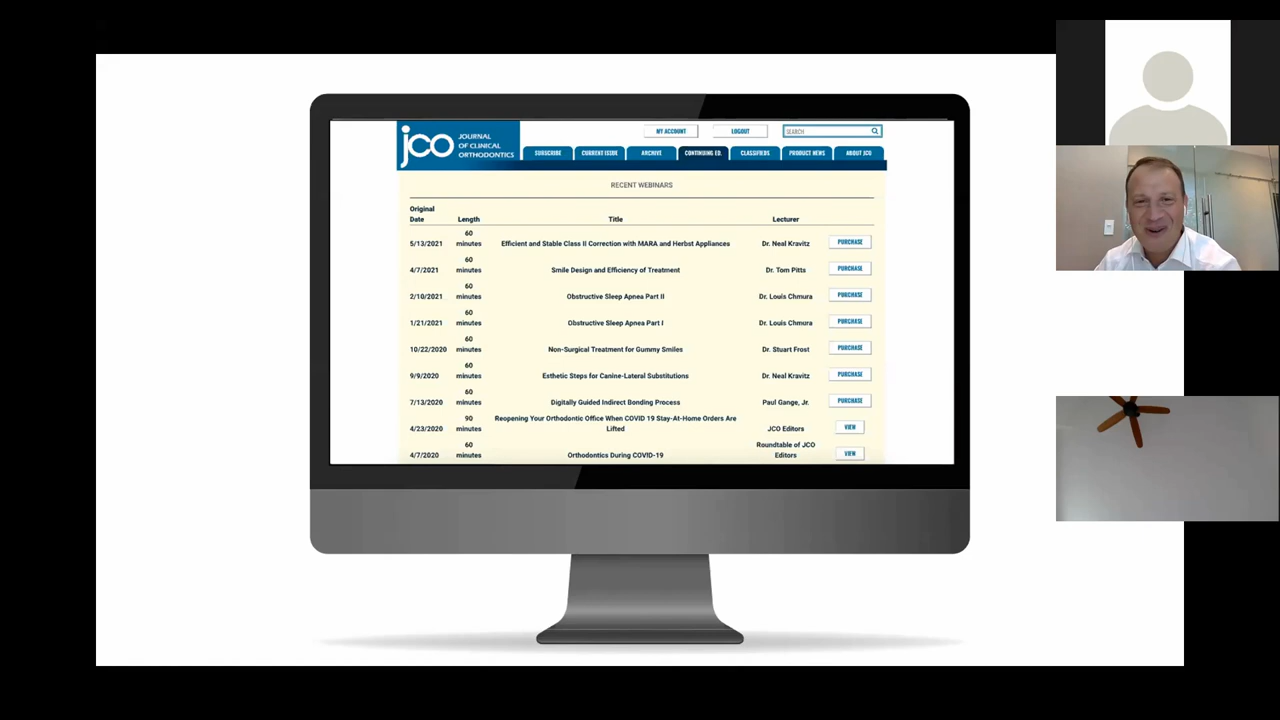 jco JOURNAL
OF CLINICAL
ORTHODONTICS
MY ACCOUNT LOGOUT SEARCH
SUBSCRIBE CURRENT ISSUE ARCHIVE CONTINUING ED. CLASSIFIEDS PRODUCT NEWS ABOUT JCO
RECENT WEBINARS
Original
Date Length Title Lecturer
60
5/13/2021 minutes Efficient and Stable Class II Correction with MARA and Herbst Appliances Dr. Neal Kravitz PURCHASE
60
4/7/2021 minutes Smile Design and Efficiency of Treatment Dr. Tom Pitts PURCHASE
60
2/10/2021 minutes Obstructive Sleep Apnea Part II Dr. Louis Chmura PURCHASE
60
1/21/2021 minutes Obstructive Sleep Apnea Part I Dr. Louis Chmura PURCHASE
60
10/22/2020 minutes Non-Surgical Treatment for Gummy Smiles Dr. Stuart Frost PURCHASE
60
9/9/2020 minutes Esthetic Steps for Canine-Lateral Substitutions Dr. Neal Kravitz PURCHASE
60
7/13/2020 minutes Digitally Guided Indirect Bonding Process Paul Gange, Jr. PURCHASE
90 Reopening Your Orthodontic Office When COVID 19 Stay-At-Home Orders Are
4/23/2020 minutes Lifted JCO Editors VIEW
60 Roundtable of JCO
4/7/2020 minutes Orthodontics During COVID-19 Editors VIEW